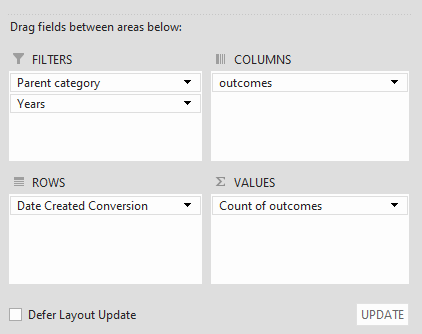 Drag fields between areas below:
FILTERS
Parent category
Years
COLUMNS
outcomes
ROWS
Date Created Conversion
VALUES
Count of outcomes
Defer Layout Update
UPDATE